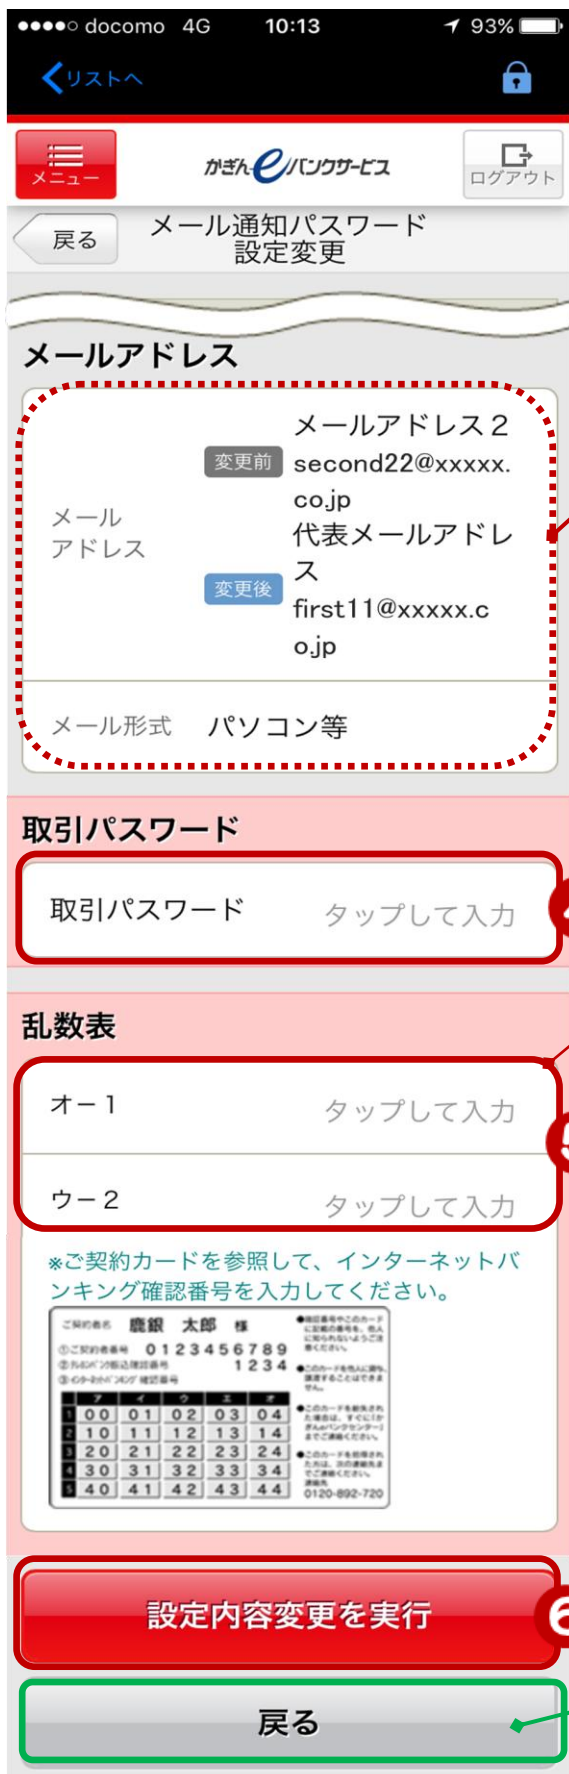 docomo 4G 10:13 93%
リストへ
メニュー
かぎんeバンクサービス
ログアウト
戻る
メール通知パスワード
設定変更
メールアドレス
メール
アドレス
変更前
メールアドレス２
second22@xxxxx.
co.jp
変更後
代表メールアドレ
ス
first11@xxxxx.c
o.jp
メール形式 パソコン等
取引パスワード
取引パスワード タップして入力
乱数表
オー１ タップして入力
5
ウー２ タップして入力
※ご契約カードを参照して、インターネットバ
ンキング確認番号を入力してください。
ご契約者名 鹿銀 太郎 様
①ご契約者番号 0123456789
1234
ア イ ウ エ オ
1 00 01 02 03 04
2 10 11 12 13 14
3 20 21 22 23 24
4 30 31 32 33 34
5 40 41 42 43 44
0120-892-720
設定内容変更を実行
6
戻る